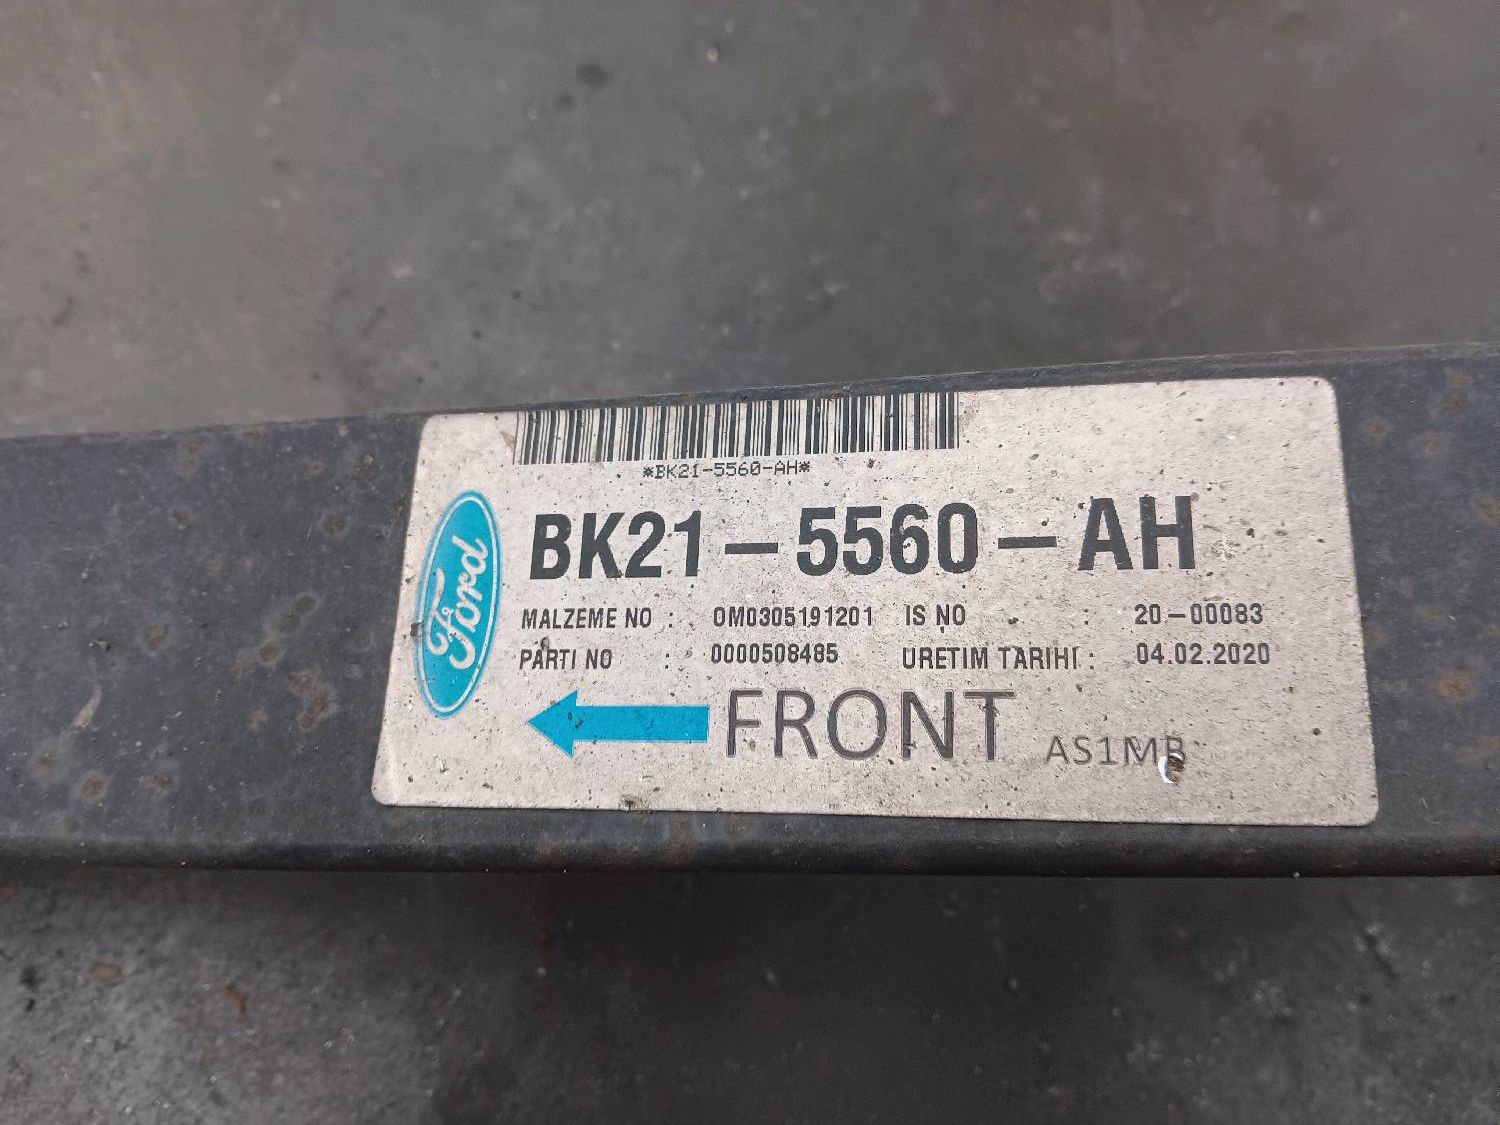 *BK21-5560-AH*
BK21-5560-AH
Ford
MALZEME NO : 0M0305191201 IS NO : 20-00083
PARTI NO : 0000508485 URETIM TARIHI : 04.02.2020
FRONT AS1MB